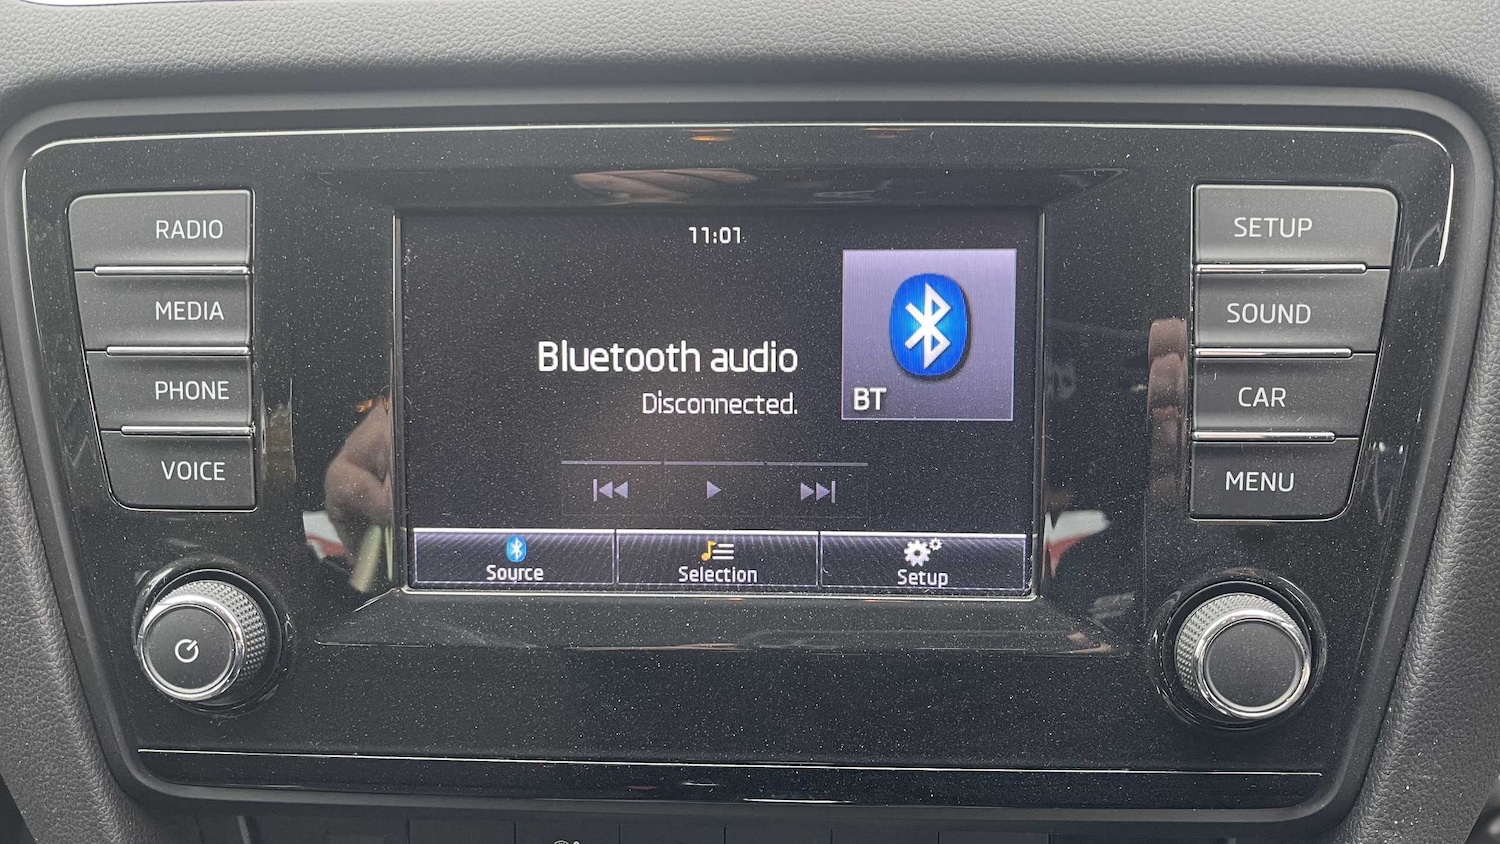 RADIO
MEDIA
PHONE
VOICE
11:01
Bluetooth audio
Disconnected.
BT
Source
Selection
Setup
SETUP
SOUND
CAR
MENU